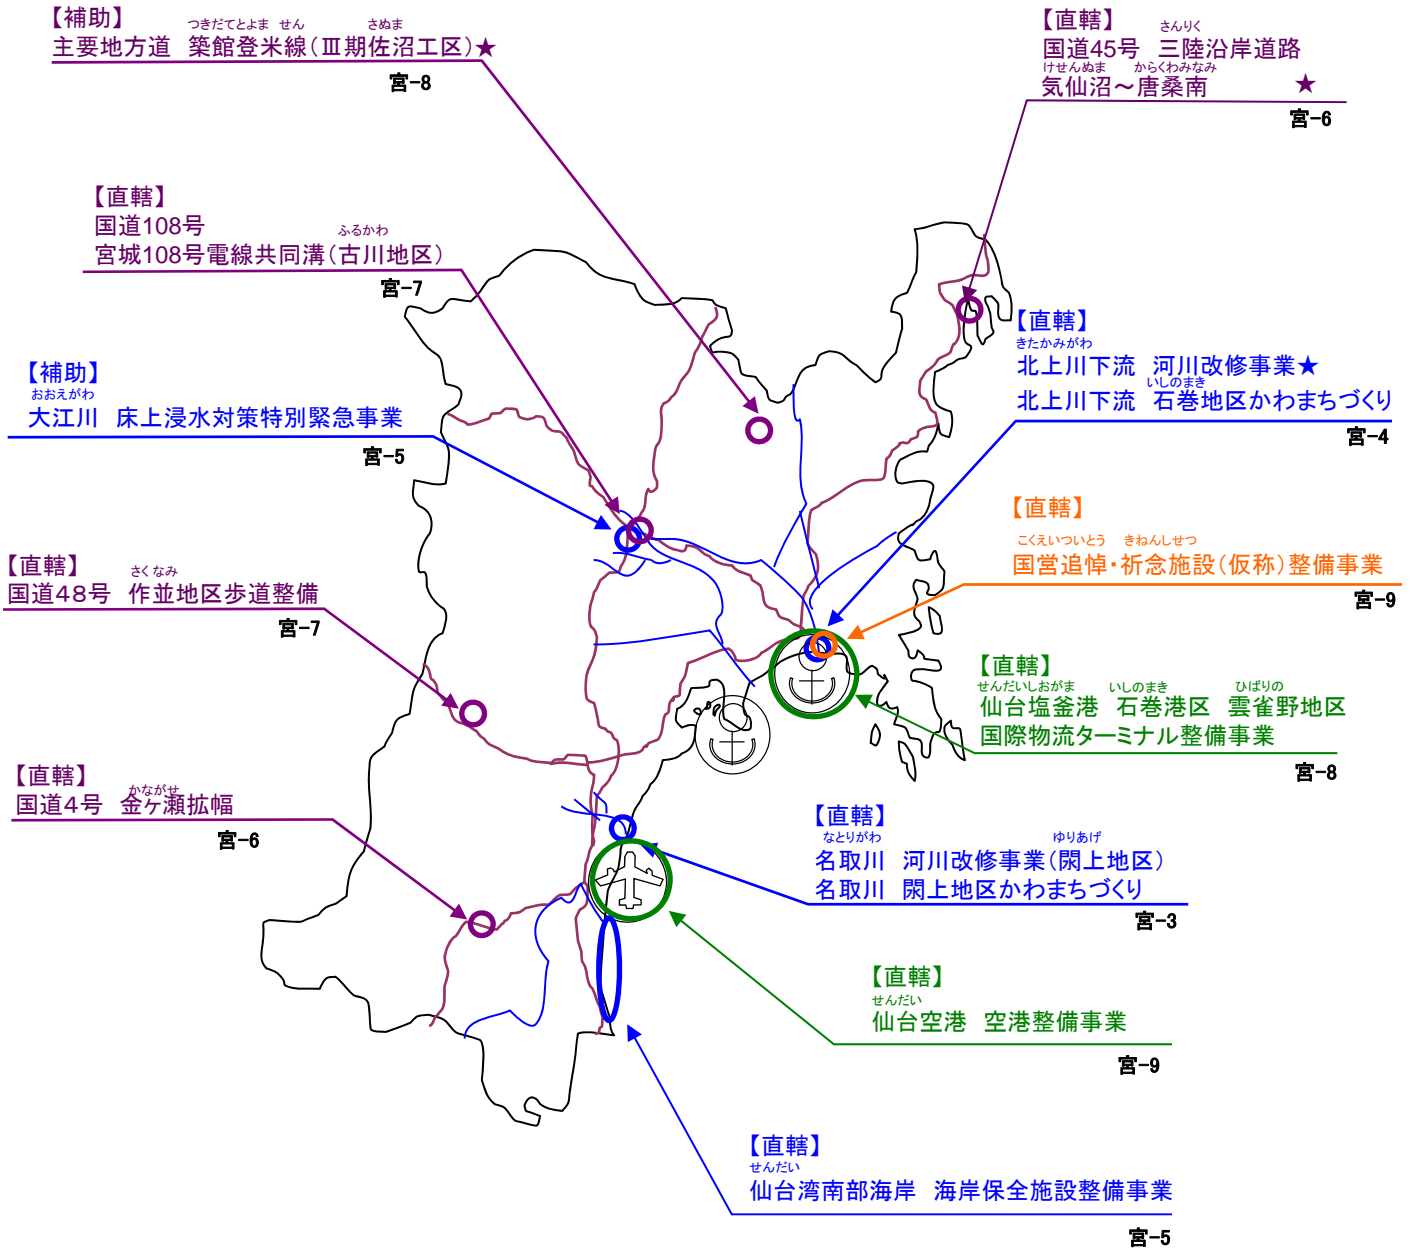 【補助】
つきだてとよま せん さぬま
主要地方道 築館登米線(Ⅲ期佐沼工区)★
宮-8
【直轄】
さんりく
国道45号 三陸沿岸道路
けせんぬま からくわみなみ
気仙沼~唐桑南 ★
宮-6
【直轄】
国道108号
ふるかわ
宮城108号電線共同溝(古川地区)
宮-7
【直轄】
きたかみがわ
北上川下流 河川改修事業★
いしのまき
北上川下流 石巻地区かわまちづくり
宮-4
【補助】
おおえがわ
大江川 床上浸水対策特別緊急事業
宮-5
【直轄】
こくえいついとう きねんしせつ
国営追悼・祈念施設(仮称)整備事業
宮-9
【直轄】
さくなみ
国道48号 作並地区歩道整備
宮-7
【直轄】
せんだいしおがま いしのまき ひばりの
仙台塩釜港 石巻港区 雲雀野地区
国際物流ターミナル整備事業
宮-8
【直轄】
かながせ
国道4号 金ヶ瀬拡幅
宮-6
【直轄】
なとりがわ ゆりあげ
名取川 河川改修事業(閖上地区)
名取川 閖上地区かわまちづくり
宮-3
【直轄】
せんだい
仙台空港 空港整備事業
宮-9
【直轄】
せんだい
仙台湾南部海岸 海岸保全施設整備事業
宮-5